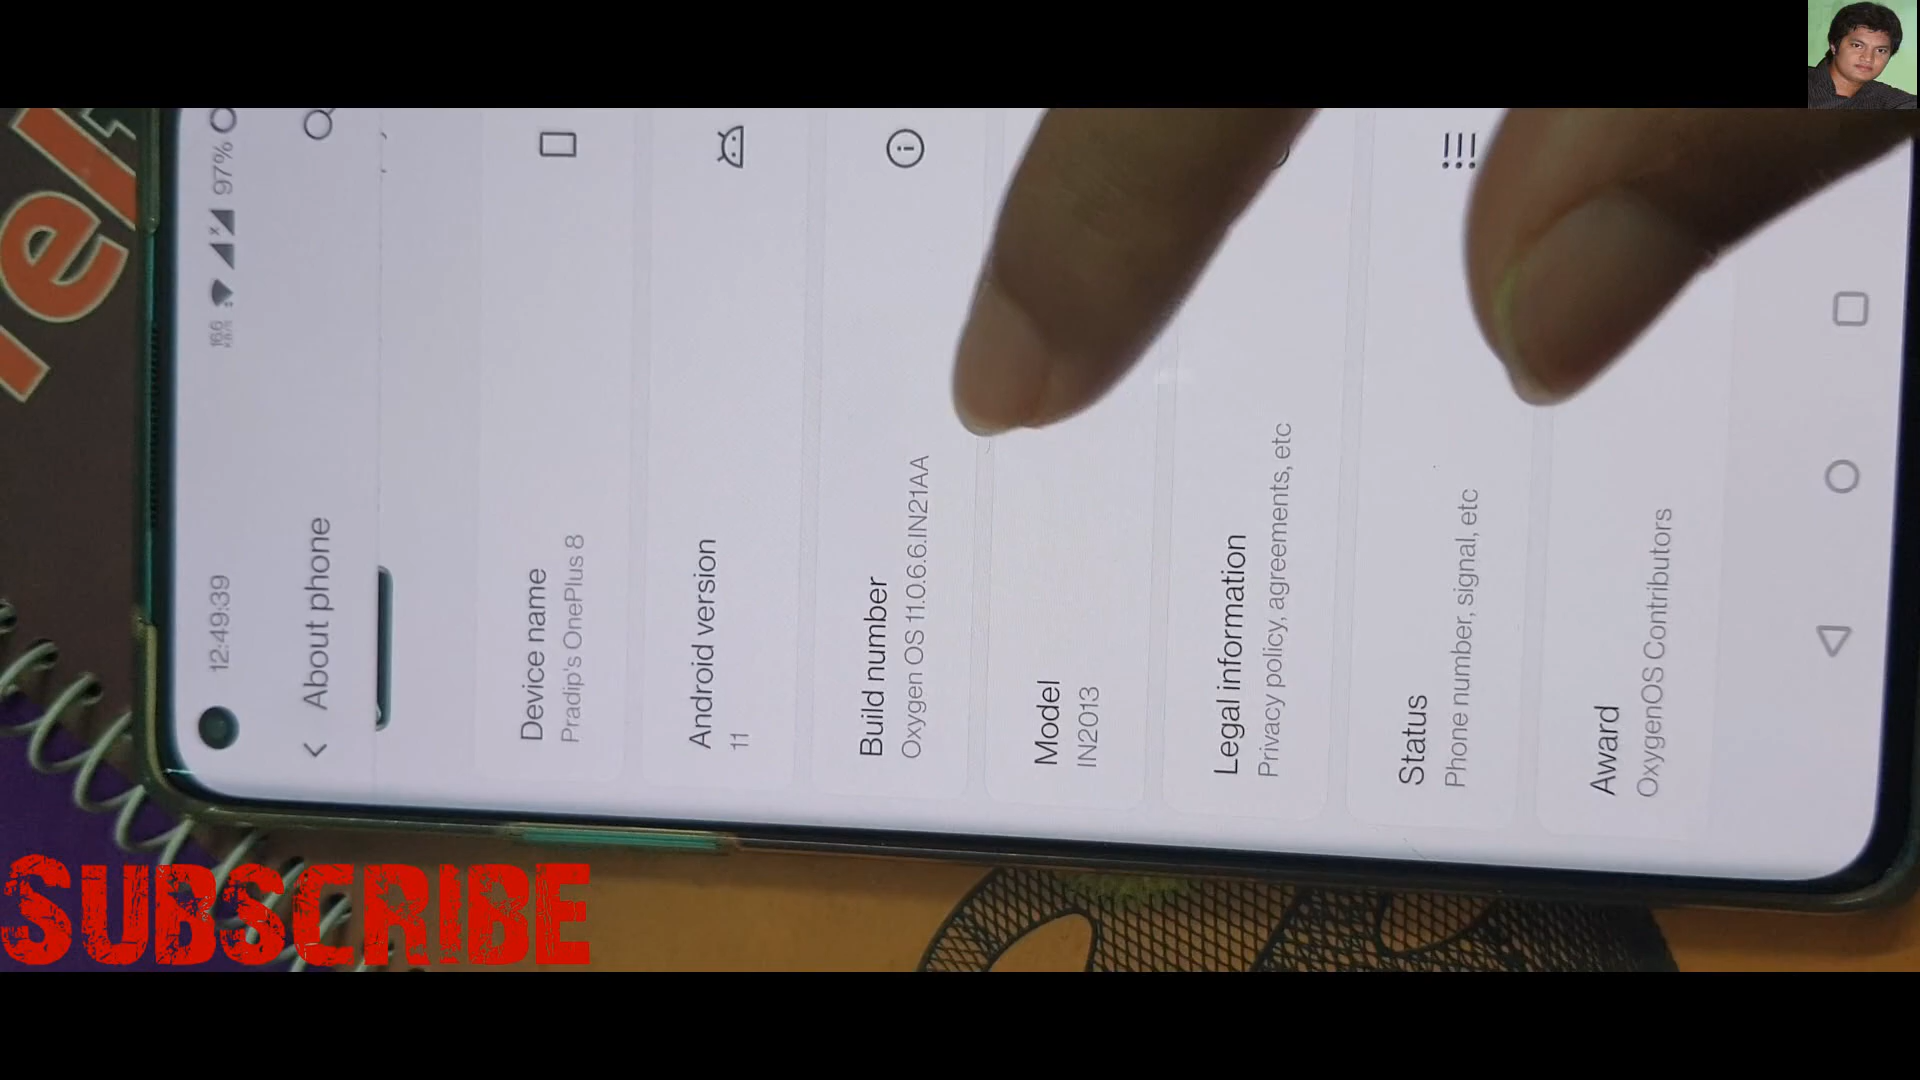 12:49:39
97%
About phone
Device name
Pradip's OnePlus 8
Android version
11
Build number
Oxygen OS 11.0.6.6.IN21AA
Model
IN2013
Legal information
Privacy policy, agreements, etc
Status
Phone number, signal, etc
Award
OxygenOS Contributors
SUBSCRIBE